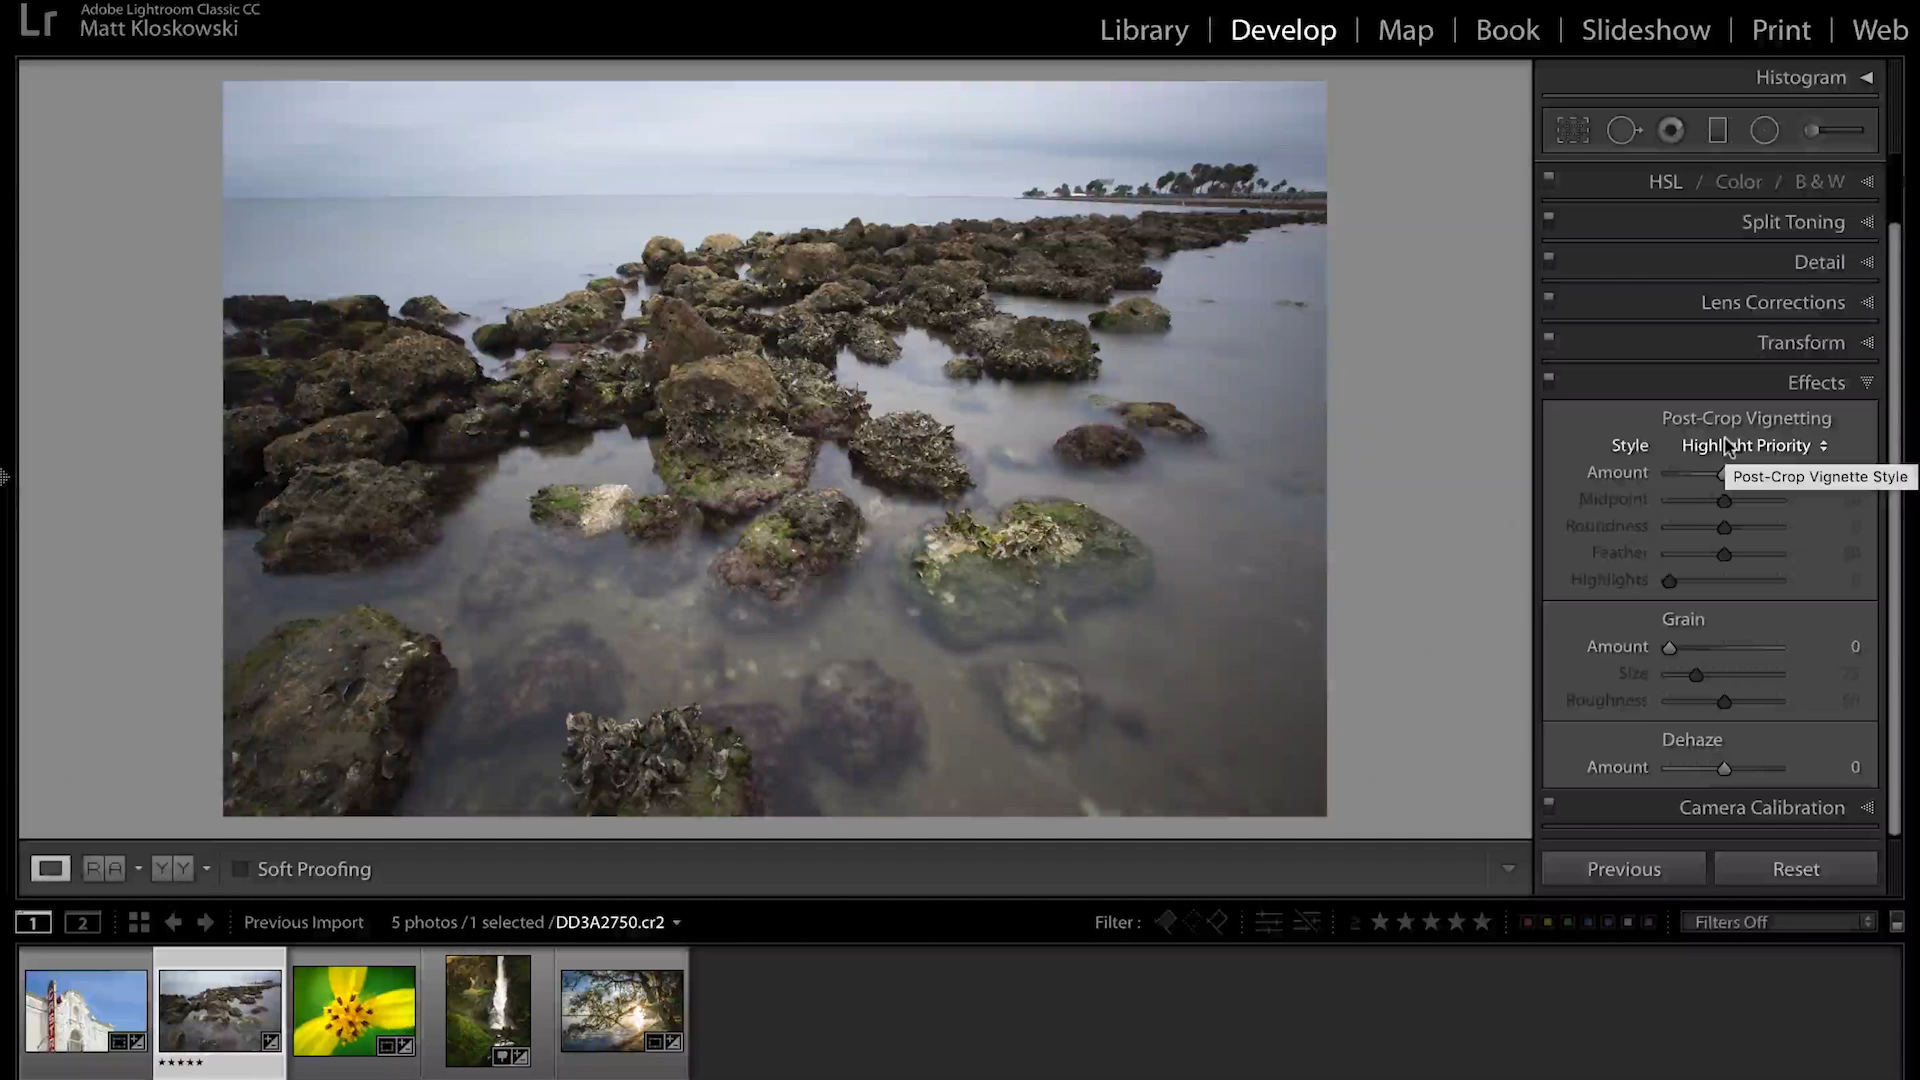 Lr
Adobe Lightroom Classic CC
Matt Kloskowski
Library | Develop | Map | Book | Slideshow | Print | Web
Histogram
HSL / Color / B & W
Split Toning
Detail
Lens Corrections
Transform
Effects
Post-Crop Vignetting
Style Highlight Priority
Amount
Post-Crop Vignette Style
Midpoint
Roundness
Feather
Highlights
Grain
Amount 0
Size 25
Roughness 50
Dehaze
Amount 0
Camera Calibration
Previous Reset
R A Y Y Soft Proofing
1 2 Previous Import 5 photos / 1 selected / DD3A2750.cr2 Filter : Filters Off